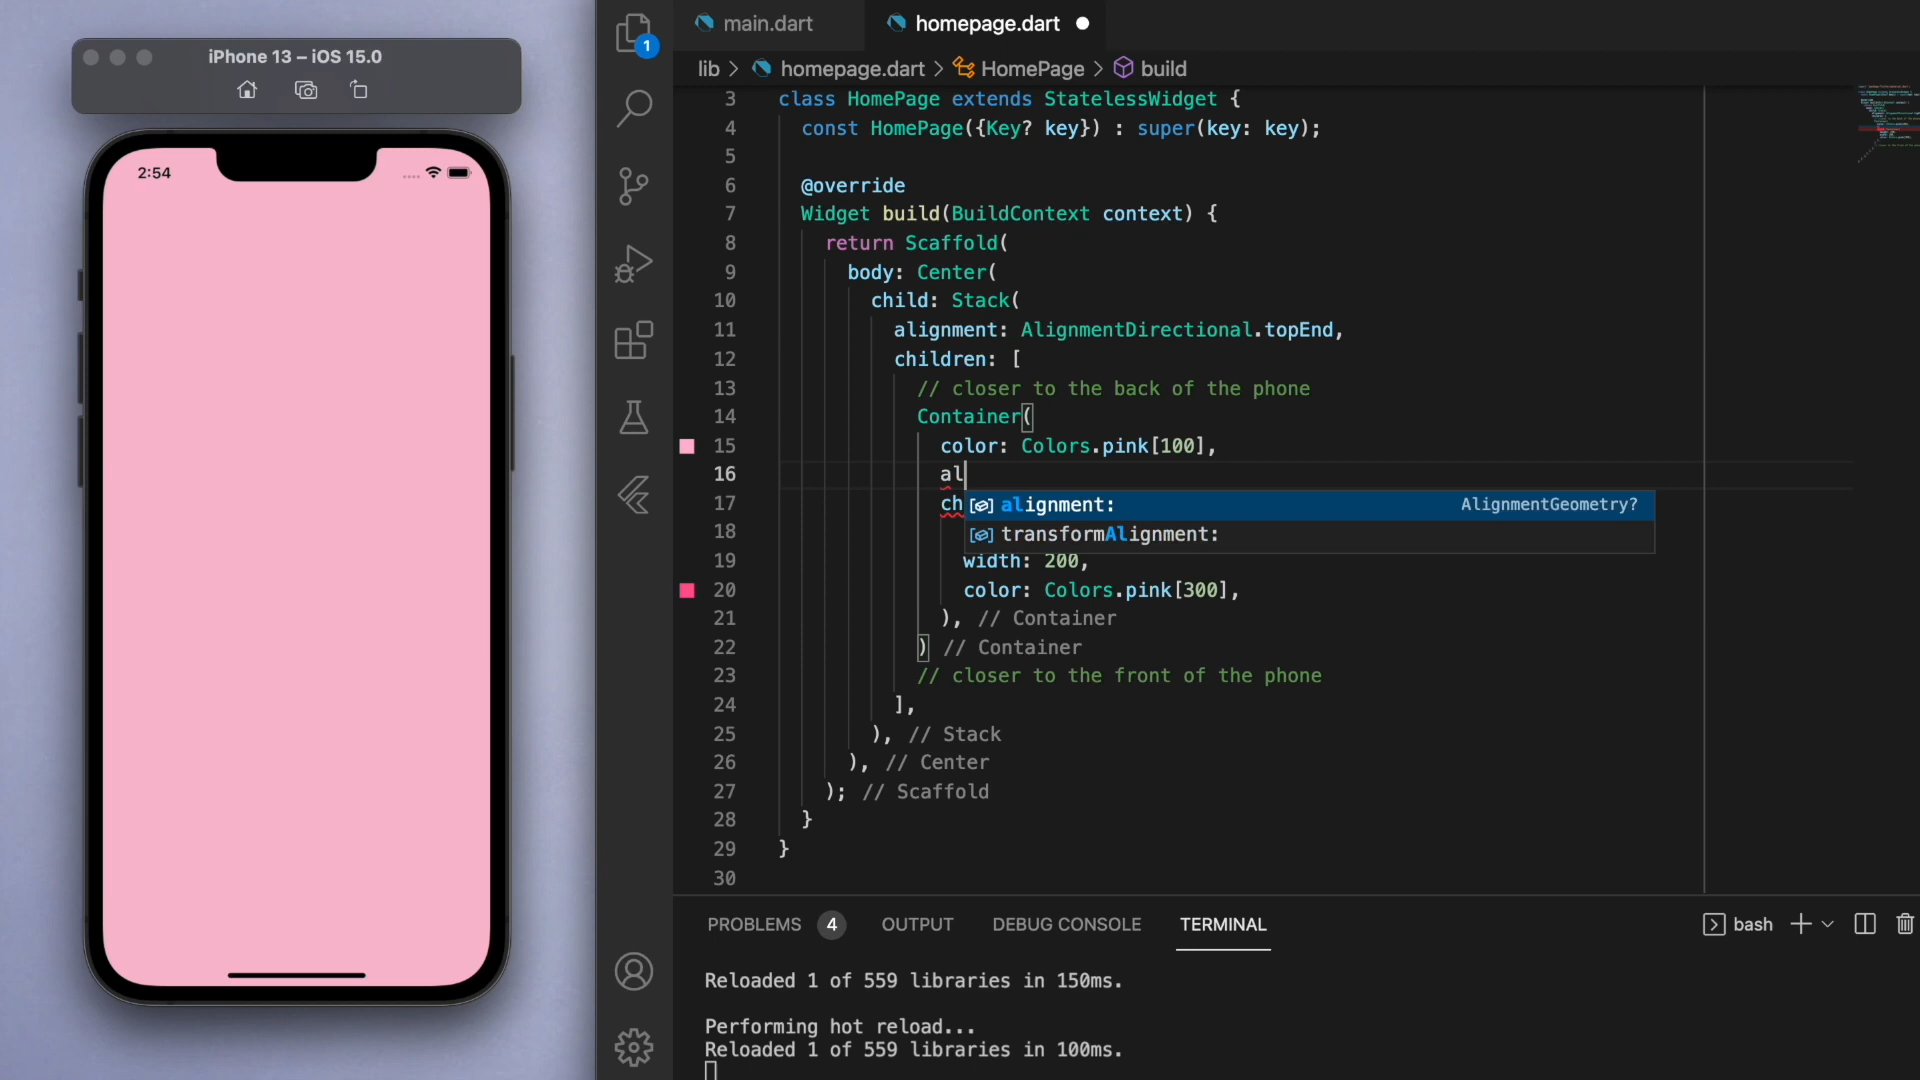 iPhone 13 – iOS 15.0
2:54
1
main.dart
homepage.dart
lib > homepage.dart > HomePage > build
3 class HomePage extends StatelessWidget {
4 const HomePage({Key? key}) : super(key: key);
5
6 @override
7 Widget build(BuildContext context) {
8 return Scaffold(
9 body: Center(
10 child: Stack(
11 alignment: AlignmentDirectional.topEnd,
12 children: [
13 // closer to the back of the phone
14 Container(
15 color: Colors.pink[100],
16 al
17 ch
alignment: AlignmentGeometry?
18
transformAlignment:
19 width: 200,
20 color: Colors.pink[300],
21 ), // Container
22 ) // Container
23 // closer to the front of the phone
24 ],
25 ), // Stack
26 ), // Center
27 ); // Scaffold
28 }
29 }
30
PROBLEMS 4 OUTPUT DEBUG CONSOLE TERMINAL
bash
Reloaded 1 of 559 libraries in 150ms.
Performing hot reload...
Reloaded 1 of 559 libraries in 100ms.